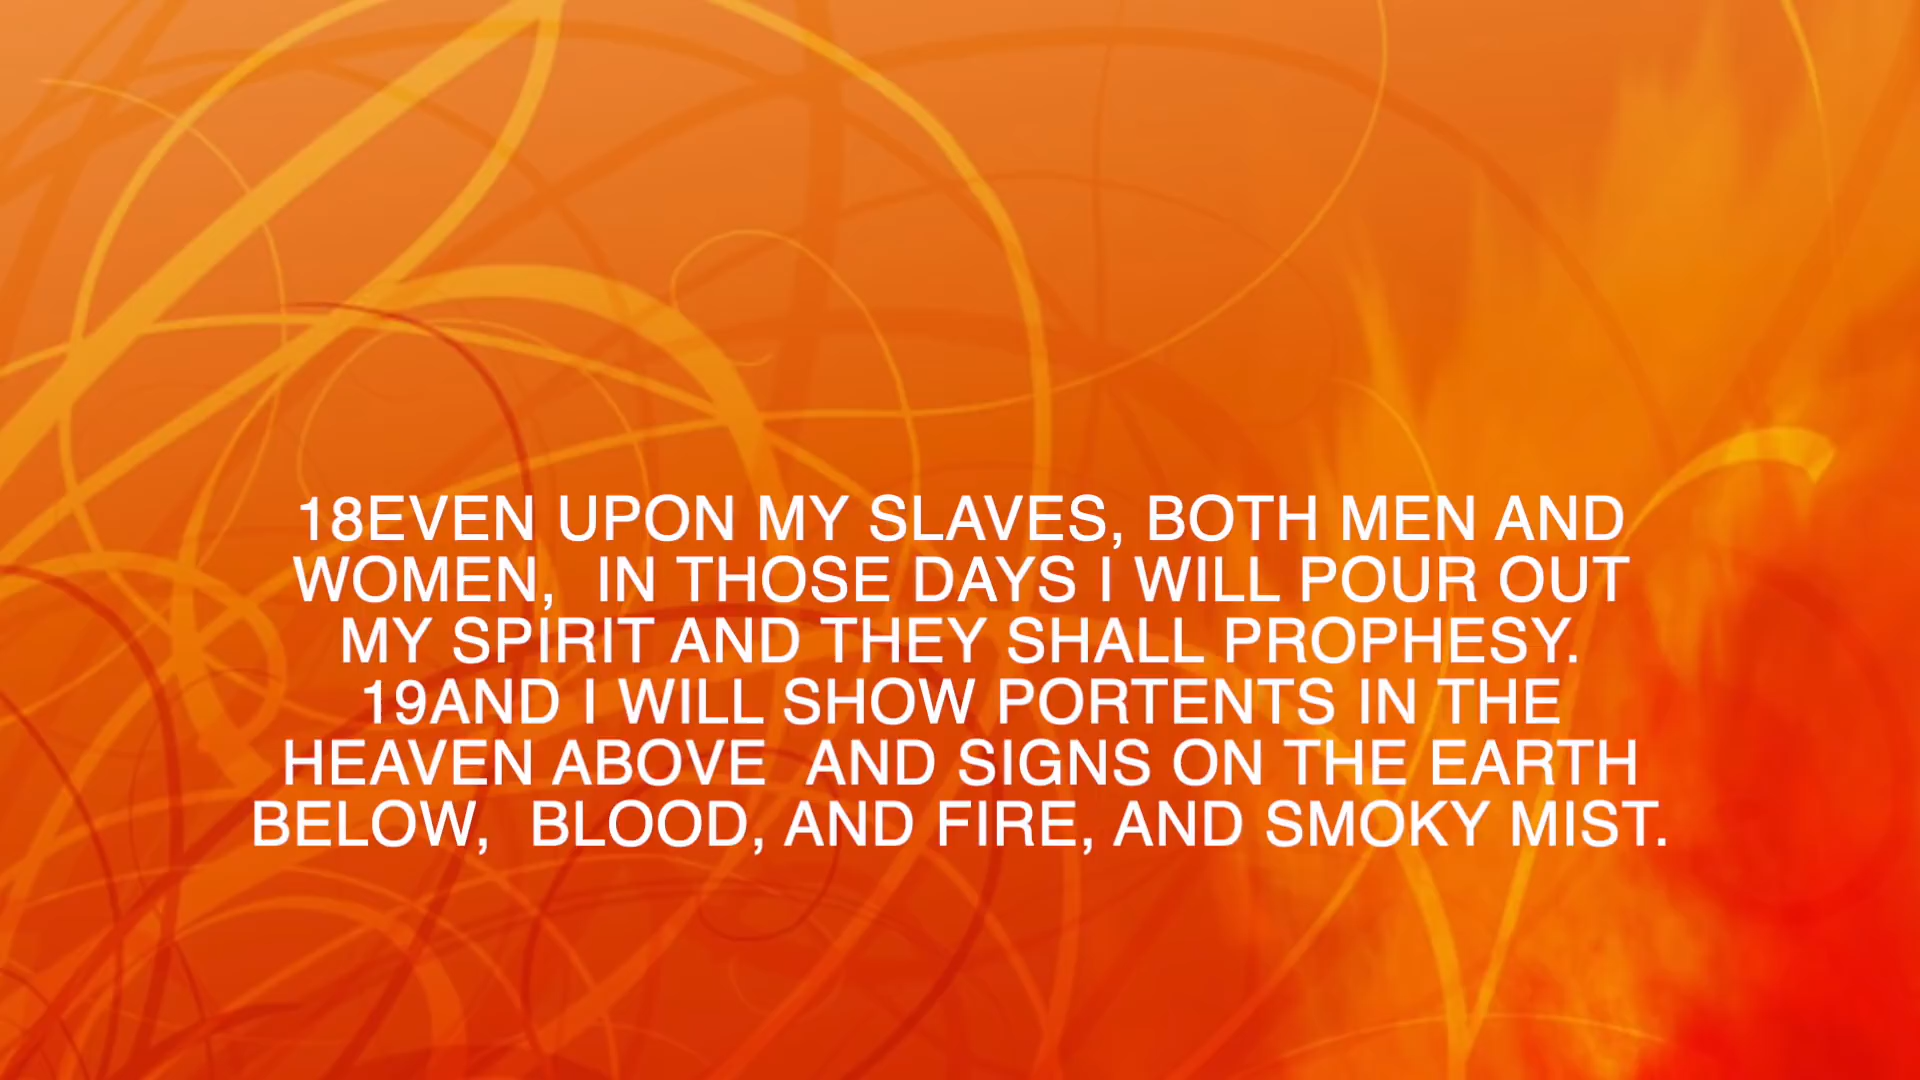 18EVEN UPON MY SLAVES, BOTH MEN AND
WOMEN,  IN THOSE DAYS I WILL POUR OUT
MY SPIRIT AND THEY SHALL PROPHESY.
19AND I WILL SHOW PORTENTS IN THE
HEAVEN ABOVE  AND SIGNS ON THE EARTH
BELOW,  BLOOD, AND FIRE, AND SMOKY MIST.